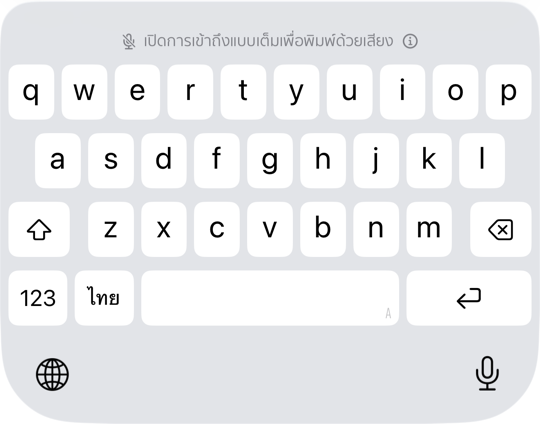 เปิดการเข้าถึงแบบเต็มเพื่อพิมพ์ด้วยเสียง
q w e r t y u i o p
a s d f g h j k l
z x c v b n m
123 ไทย A